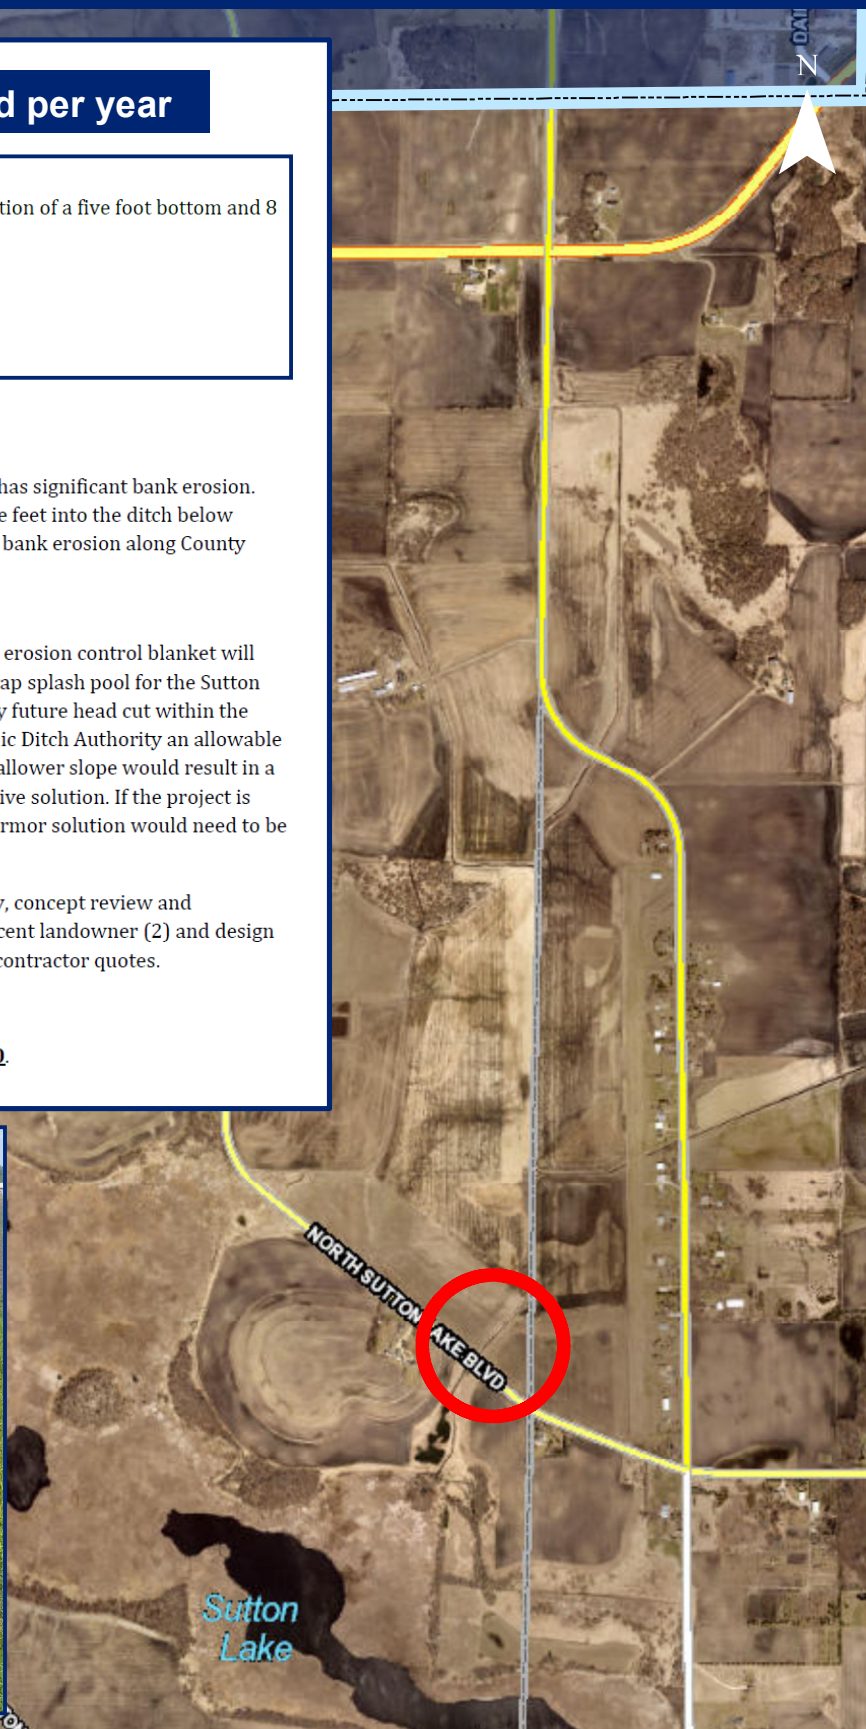 DAI
N
d per year
tion of a five foot bottom and 8
has significant bank erosion.
e feet into the ditch below
bank erosion along County
erosion control blanket will
ap splash pool for the Sutton
y future head cut within the
ic Ditch Authority an allowable
allower slope would result in a
ive solution. If the project is
rmor solution would need to be
y, concept review and
cent landowner (2) and design
contractor quotes.
0.
NORTH SUTTON LAKE BLVD
Sutton
Lake